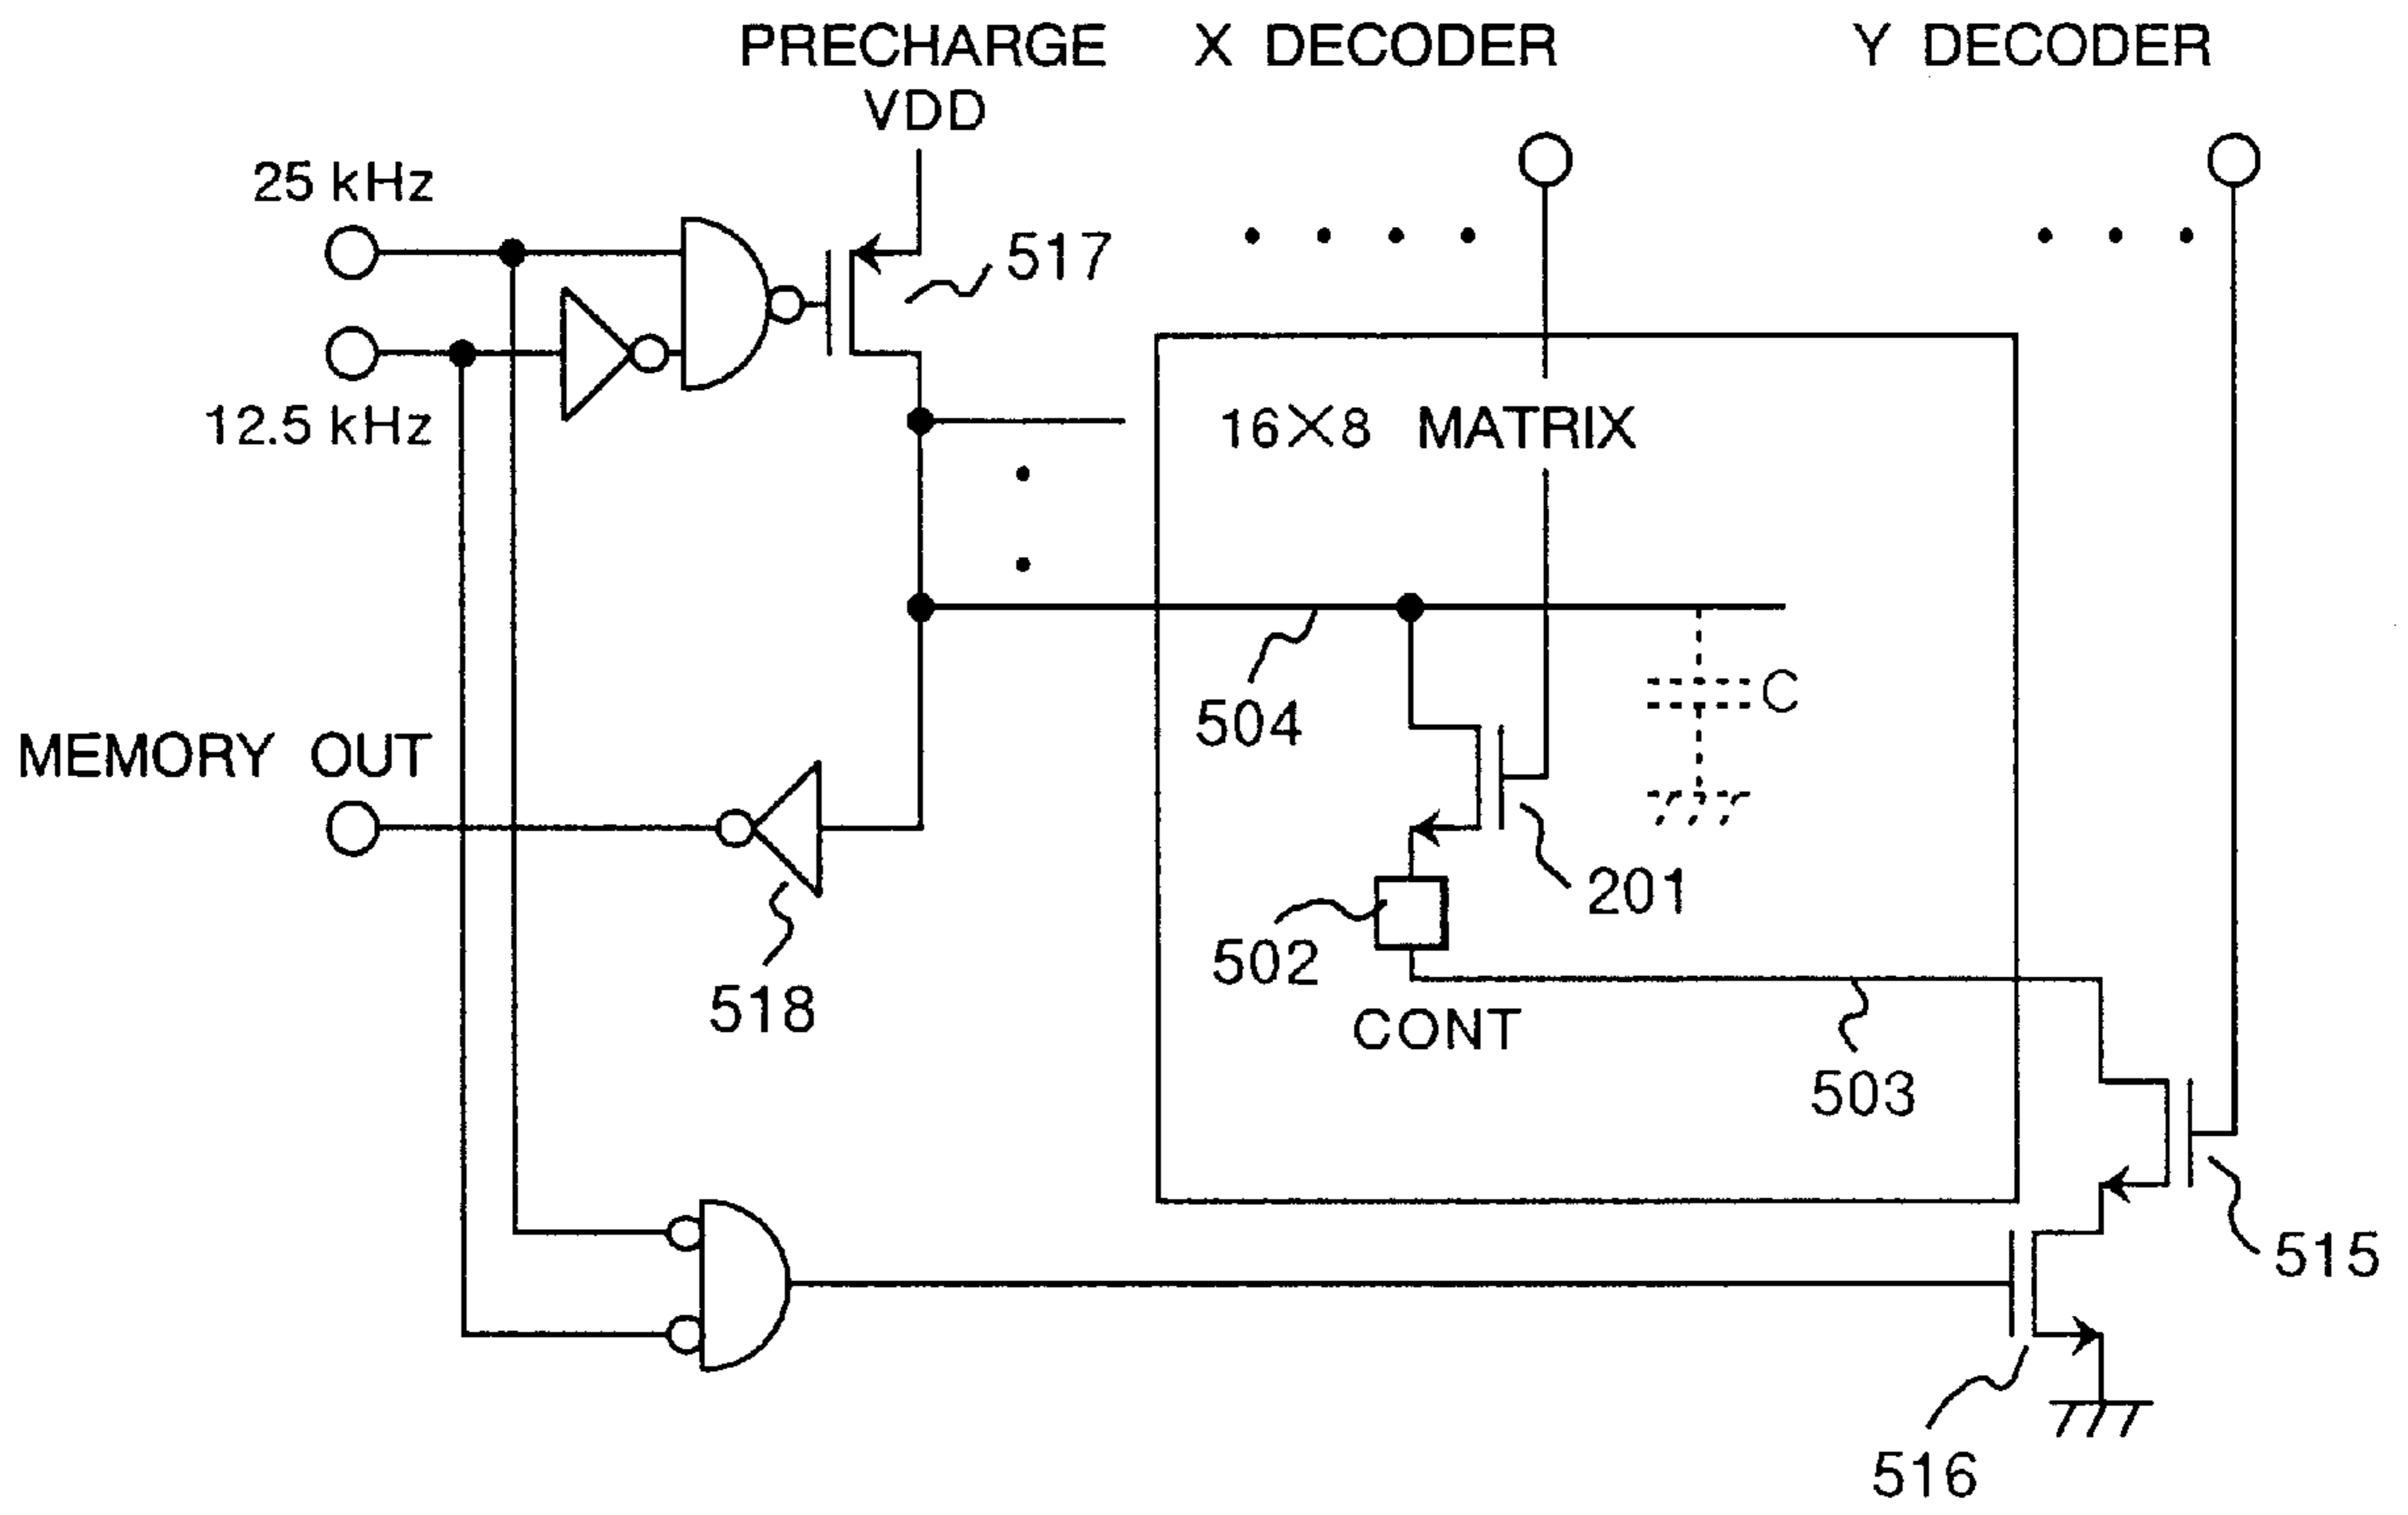 PRECHARGE X DECODER Y DECODER
VDD
25 kHz
517
12.5 kHz
16×8 MATRIX
504
C
MEMORY OUT
201
502
518
CONT
503
515
516